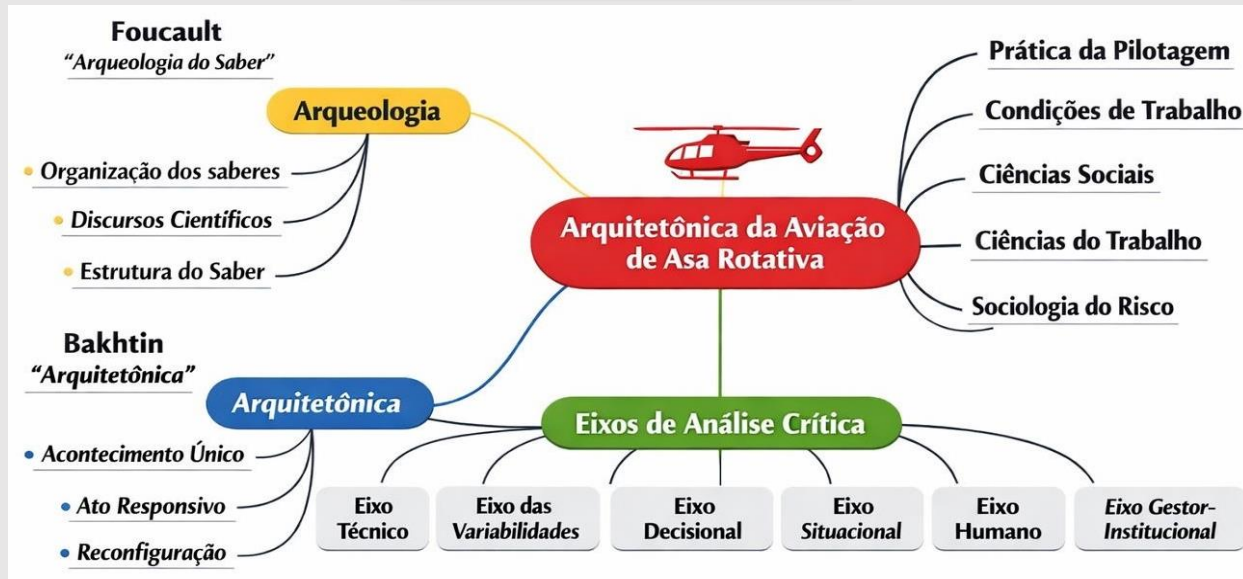 Foucault
“Arqueologia do Saber”
Arqueologia
• Organização dos saberes
• Discursos Científicos
• Estrutura do Saber
Bakhtin
“Arquitetônica”
Arquitetônica
• Acontecimento Único
• Ato Responsivo
• Reconfiguração
Arquitetônica da Aviação
de Asa Rotativa
Prática da Pilotagem
Condições de Trabalho
Ciências Sociais
Ciências do Trabalho
Sociologia do Risco
Eixos de Análise Crítica
Eixo
Técnico
Eixo das
Variabilidades
Eixo
Decisional
Eixo
Situacional
Eixo
Humano
Eixo Gestor-
Institucional